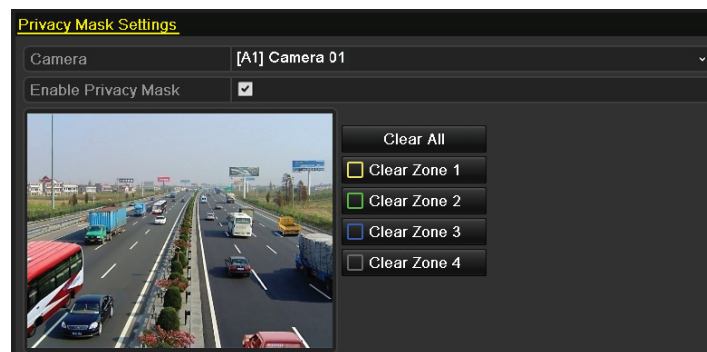 Privacy Mask Settings
Camera [A1] Camera 01
Enable Privacy Mask
Clear All
Clear Zone 1
Clear Zone 2
Clear Zone 3
Clear Zone 4